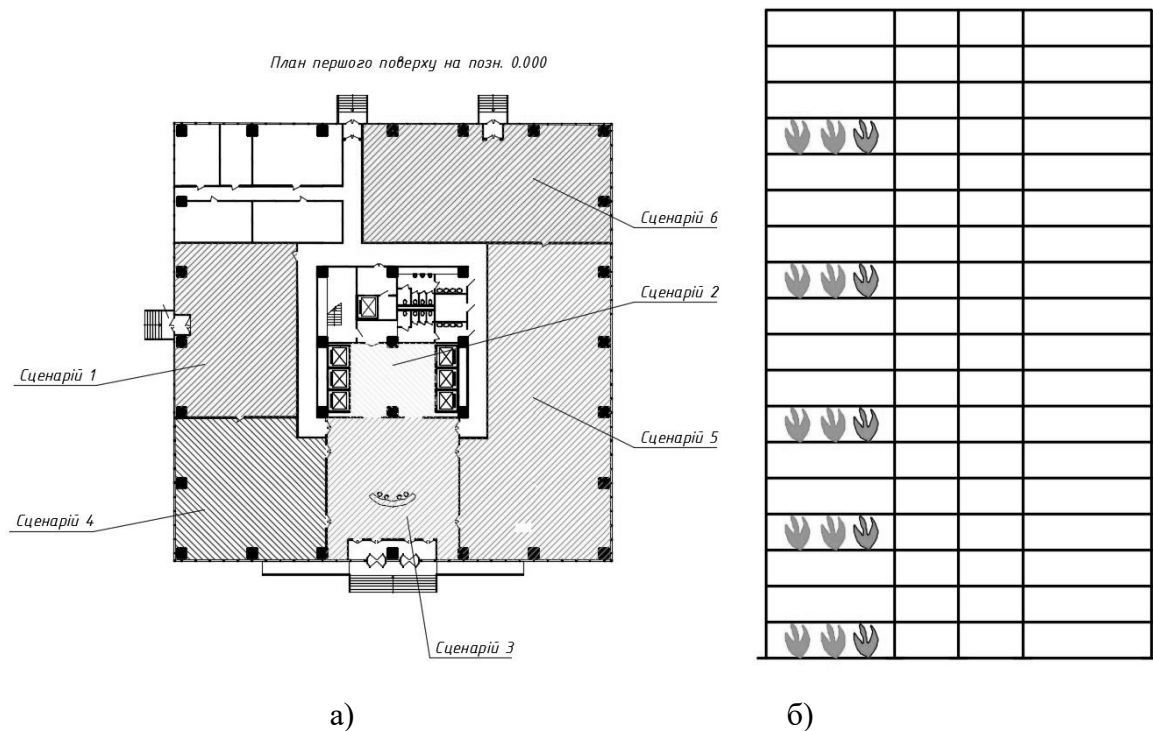 План першого поверху на позн. 0.000
Сценарій 6
Сценарій 2
Сценарій 1
Сценарій 5
Сценарій 4
Сценарій 3
а)
б)